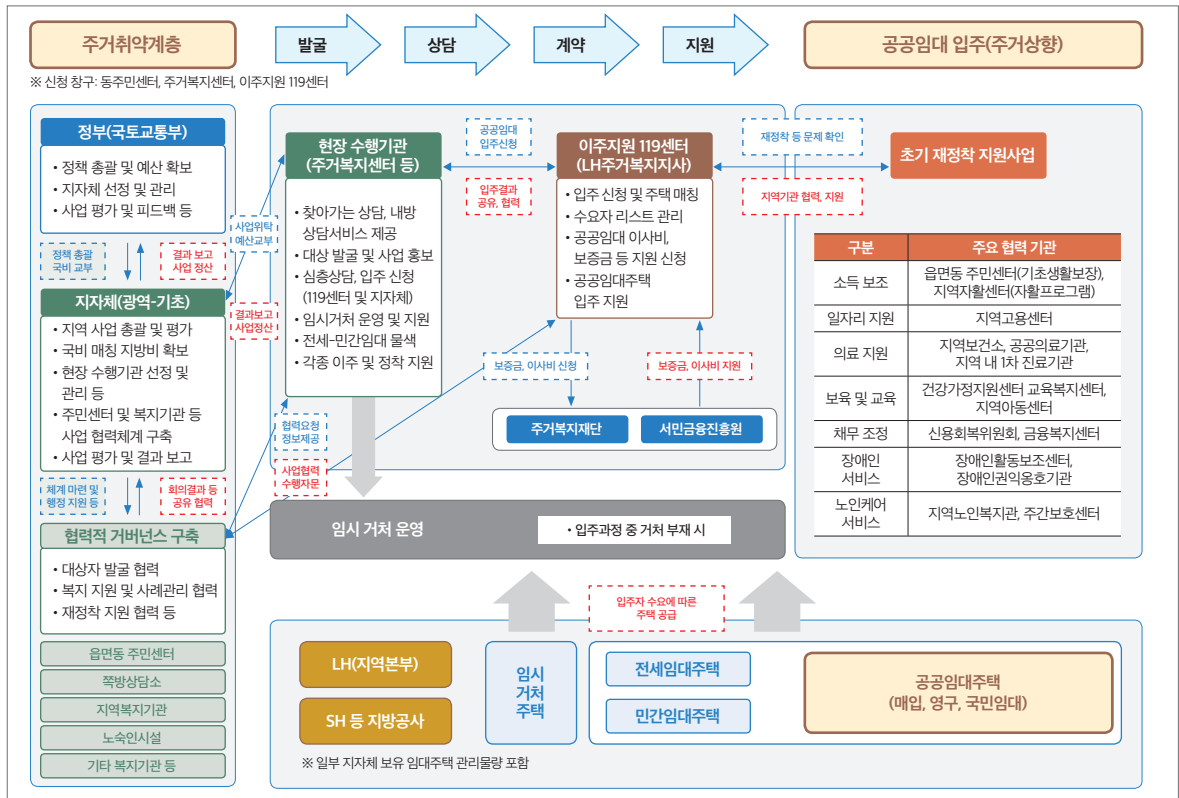 주거취약계층
발굴
상담
계약
지원
공공임대 입주(주거상향)
※ 신청 창구: 동주민센터, 주거복지센터, 이주지원 119센터
정부(국토교통부)
• 정책 총괄 및 예산 확보
• 지자체 선정 및 관리
• 사업 평가 및 피드백 등
정책 총괄
국비 교부
결과 보고
사업 정산
지자체(광역-기초)
• 지역 사업 총괄 및 평가
• 국비 매칭 지방비 확보
• 현장 수행기관 선정 및
관리 등
• 주민센터 및 복지기관 등
사업 협력체계 구축
• 사업 평가 및 결과 보고
체계 마련 및
행정 지원 등
회의결과 등
공유 협력
협력적 거버넌스 구축
• 대상자 발굴 협력
• 복지 지원 및 사례관리 협력
• 재정착 지원 협력 등
읍면동 주민센터
쪽방상담소
지역복지기관
노숙인시설
기타 복지기관 등
사업위탁
예산교부
결과보고
사업정산
현장 수행기관
(주거복지센터 등)
• 찾아가는 상담, 내방
상담서비스 제공
• 대상 발굴 및 사업 홍보
• 심층상담, 입주 신청
(119센터 및 지자체)
• 임시거처 운영 및 지원
• 전세-민간임대 물색
• 각종 이주 및 정착 지원
협력요청
정보제공
사업협력
수행자문
공공임대
입주신청
입주결과
공유, 협력
이주지원 119센터
(LH주거복지지사)
• 입주 신청 및 주택 매칭
• 수요자 리스트 관리
• 공공임대 이사비,
보증금 등 지원 신청
• 공공임대주택
입주 지원
보증금, 이사비 신청
보증금, 이사비 지원
주거복지재단
서민금융진흥원
재정착 등 문제 확인
지역기관 협력, 지원
초기 재정착 지원사업
구분 주요 협력 기관
소득 보조 읍면동 주민센터(기초생활보장),
지역자활센터(자활프로그램)
일자리 지원 지역고용센터
의료 지원 지역보건소, 공공의료기관,
지역 내 1차 진료기관
보육 및 교육 건강가정지원센터 교육복지센터,
지역아동센터
채무 조정 신용회복위원회, 금융복지센터
장애인
서비스 장애인활동보조센터,
장애인권익옹호기관
노인케어
서비스 지역노인복지관, 주간보호센터
임시 거처 운영
• 입주과정 중 거처 부재 시
입주자 수요에 따른
주택 공급
LH(지역본부)
SH 등 지방공사
임시
거처
주택
전세임대주택
민간임대주택
공공임대주택
(매입, 영구, 국민임대)
※ 일부 지자체 보유 임대주택 관리물량 포함